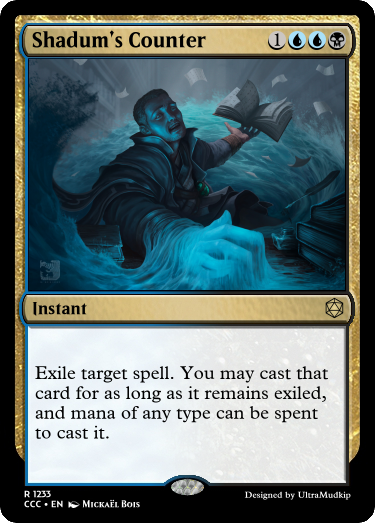 Shadum's Counter 1
Instant
Exile target spell. You may cast that
card for as long as it remains exiled,
and mana of any type can be spent
to cast it.
R 1233
CCC • EN MICKAËL BOIS
Designed by UltraMudkip